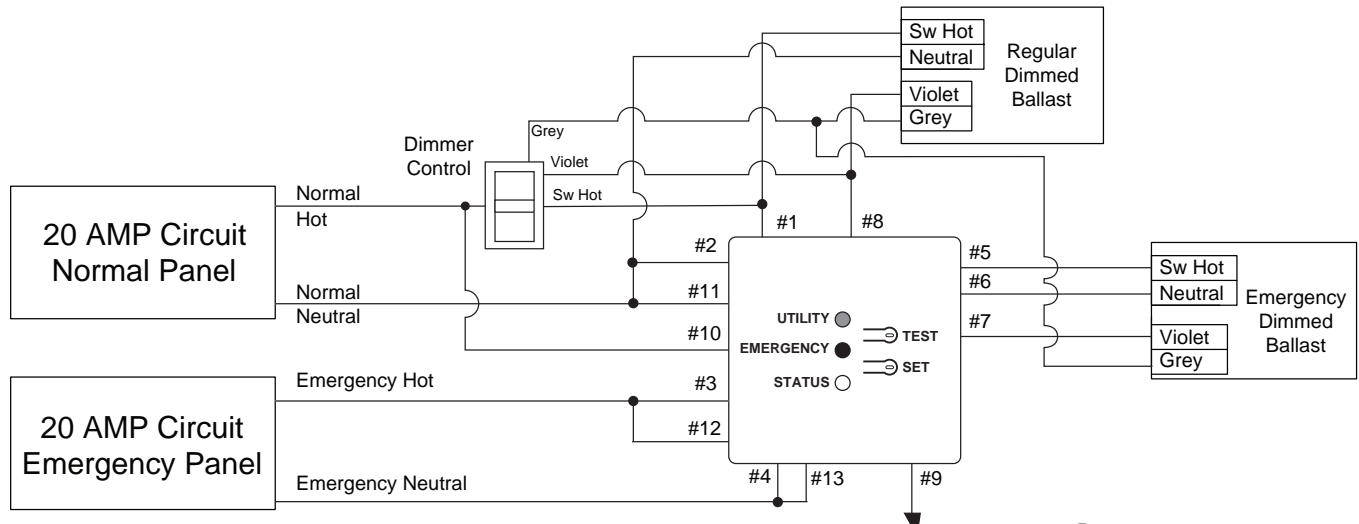 Sw Hot
Neutral
Violet
Grey
Regular
Dimmed
Ballast
Dimmer
Control
Grey
Violet
Sw Hot
20 AMP Circuit
Normal Panel
Normal
Hot
Normal
Neutral
#1
#8
#2
#11
#10
#3
#12
#4
#13
#9
#5
#6
#7
UTILITY
EMERGENCY
STATUS
TEST
SET
Sw Hot
Neutral
Violet
Grey
Emergency
Dimmed
Ballast
20 AMP Circuit
Emergency Panel
Emergency Hot
Emergency Neutral